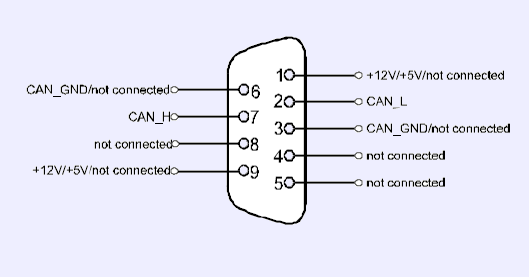 1 +12V/+5V/not connected
CAN_GND/not connected 6
2 CAN_L
CAN_H 7
3 CAN_GND/not connected
not connected 8
4 not connected
+12V/+5V/not connected 9
5 not connected